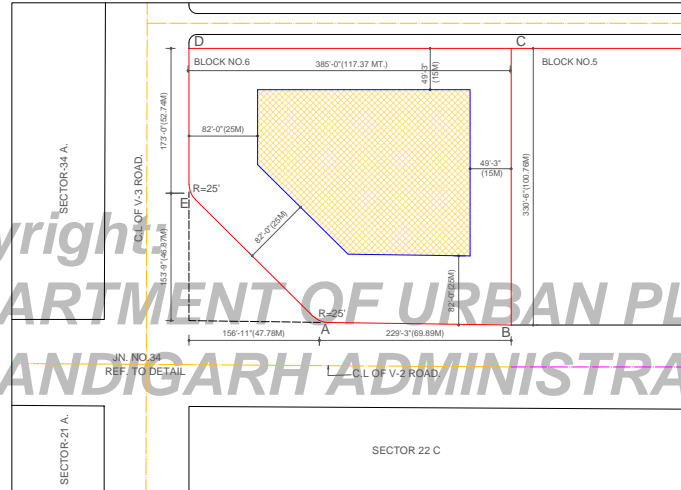 D
C
BLOCK NO.6
385'-0"(117.37 MT.)
BLOCK NO.5
49'-3"
(15M)
173'-0"(52.74M)
82'-0"(25M)
49'-3"
(15M)
SECTOR-34 A.
C.L OF V-3 ROAD.
R=25'
E
330'-6"(100.76M)
82'-0"(25M)
153'-9"(46.87M)
82'-0"(25M)
yright:
ARTMENT OF URBAN PL
R=25'
A
B
156'-11"(47.78M)
229'-3"(69.89M)
JN. NO.34
REF. TO DETAIL
C.L OF V-2 ROAD.
ANDIGARH ADMINISTRA
SECTOR-21 A.
SECTOR 22 C